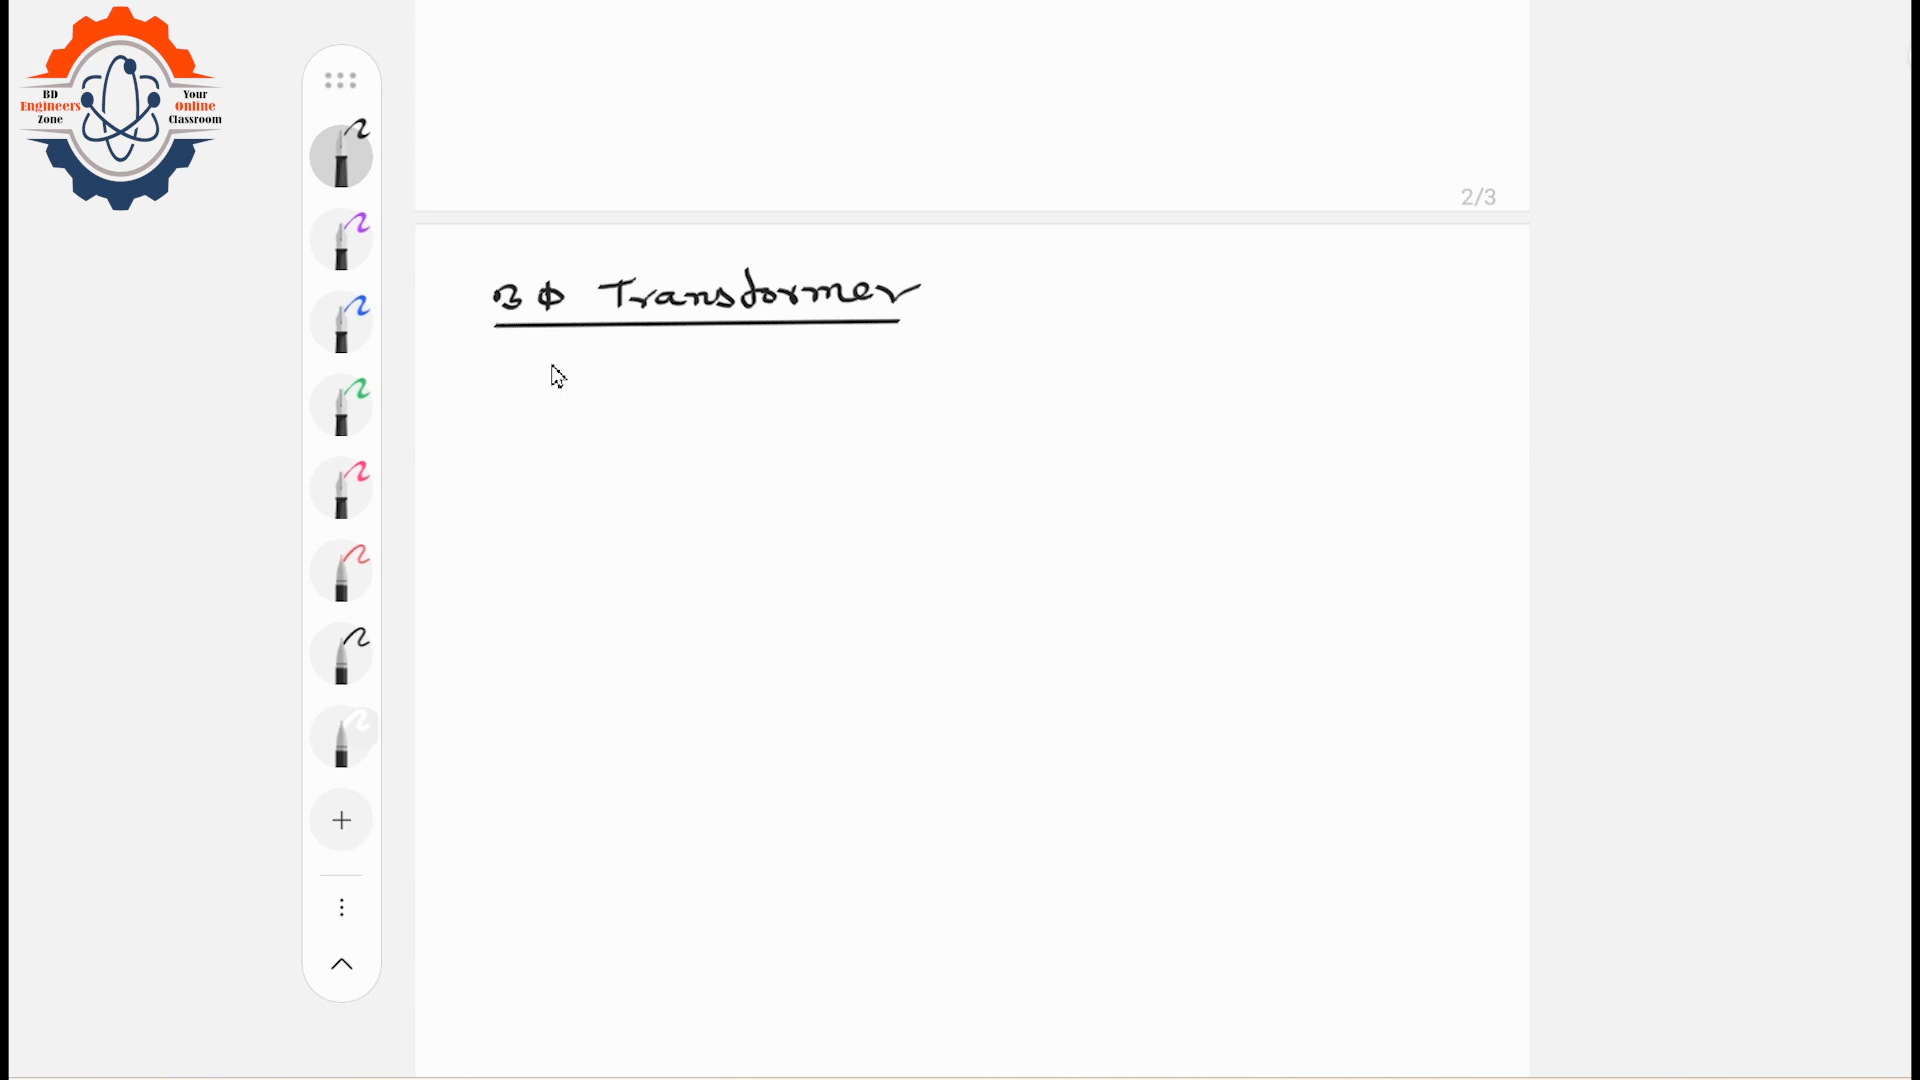 BD
Engineers
Zone
Your
Online
Classroom
2/3
3 Φ Transformer